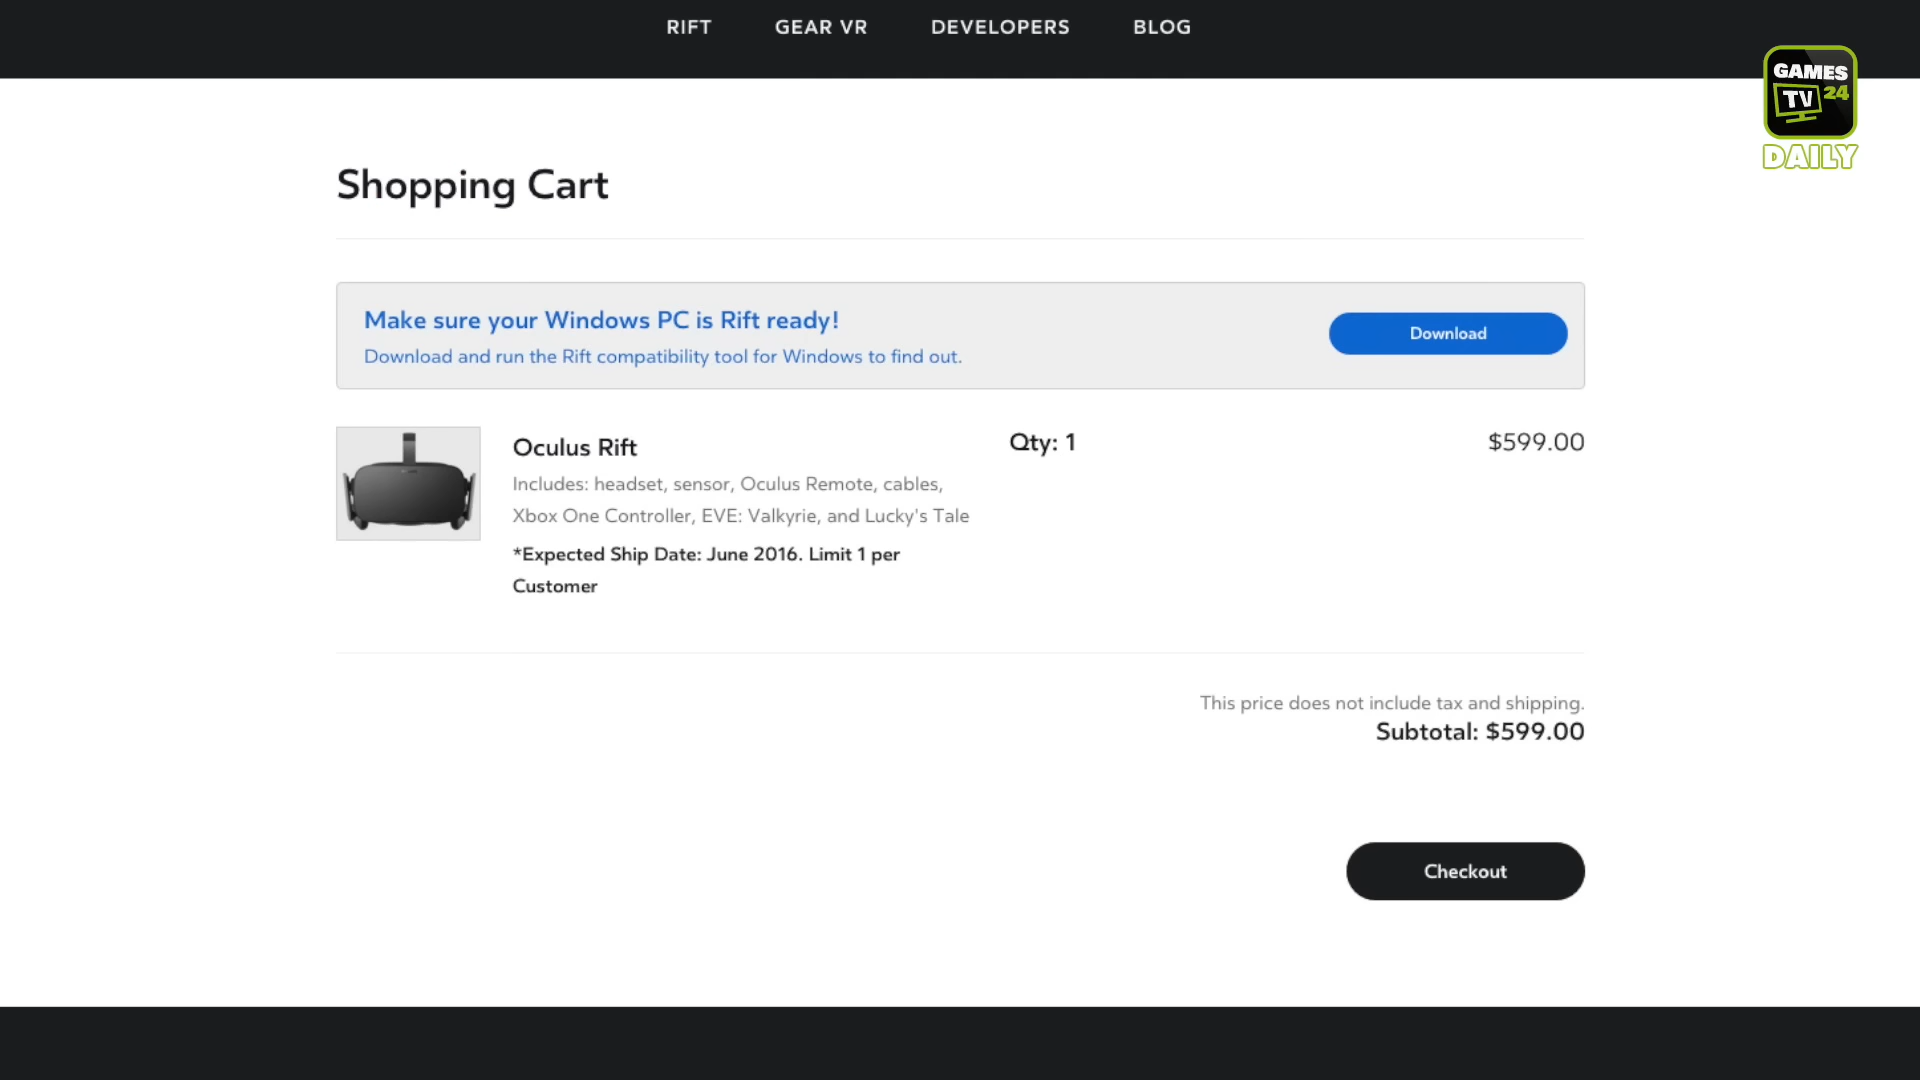 RIFT GEAR VR DEVELOPERS BLOG
GAMES
TV 24
DAILY
Shopping Cart
Make sure your Windows PC is Rift ready!
Download and run the Rift compatibility tool for Windows to find out.
Download
Oculus Rift
Qty: 1
$599.00
Includes: headset, sensor, Oculus Remote, cables,
Xbox One Controller, EVE: Valkyrie, and Lucky's Tale
*Expected Ship Date: June 2016. Limit 1 per
Customer
This price does not include tax and shipping.
Subtotal: $599.00
Checkout